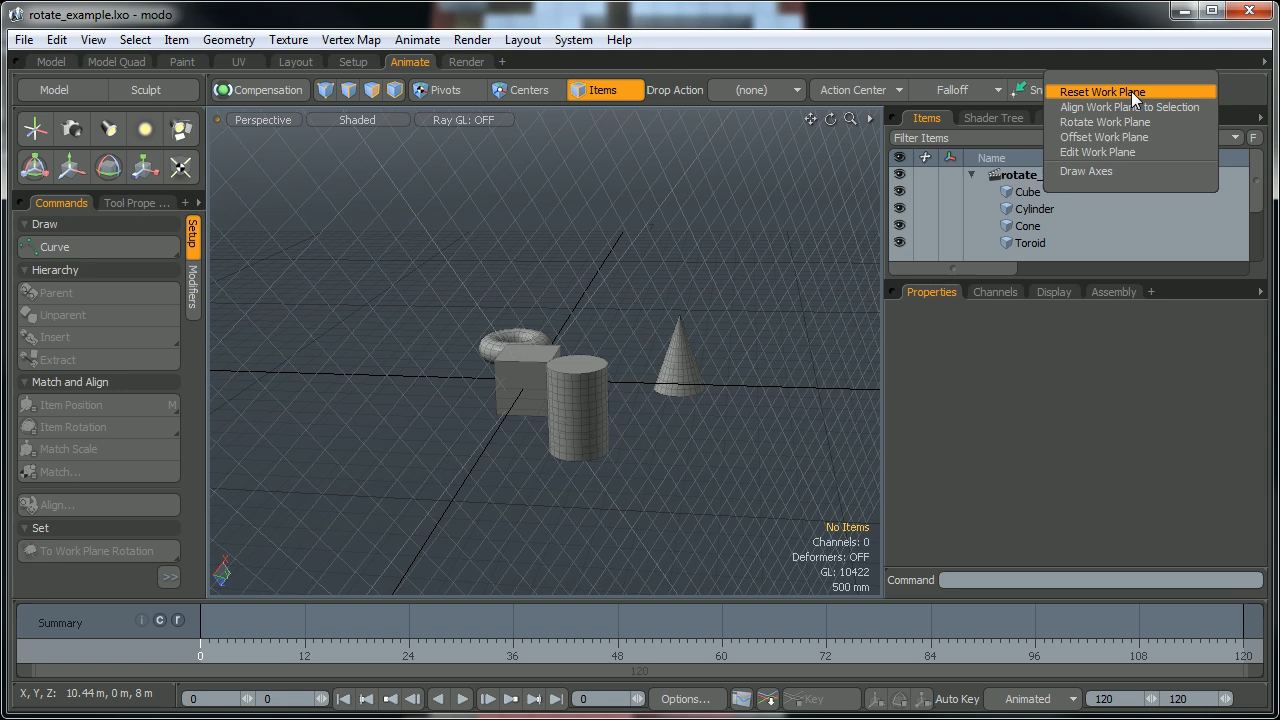 rotate_example.lxo - modo
File Edit View Select Item Geometry Texture Vertex Map Animate Render Layout System Help
Model Model Quad Paint UV Layout Setup Animate Render +
Model Sculpt Compensation Pivots Centers Items Drop Action (none) Action Center Falloff
Reset Work Plane
Align Work Plane to Selection
Rotate Work Plane
Offset Work Plane
Edit Work Plane
Draw Axes
Perspective Shaded Ray GL: OFF
Items Shader Tree
Filter Items F
Name
rotate_
Cube
Cylinder
Cone
Toroid
Commands Tool Prope ... +
Setup
Modifiers
Draw
Curve
Hierarchy
Parent
Unparent
Insert
Extract
Match and Align
Item Position M
Item Rotation
Match Scale
Match...
Align...
Set
To Work Plane Rotation
>>
No Items
Channels: 0
Deformers: OFF
GL: 10422
500 mm
X
Properties Channels Display Assembly +
Command
Summary i c r
0 12 24 36 48 60 72 84 96 108 120
120
X, Y, Z: 10.44 m, 0 m, 8 m
0 0 0 Options... Key Auto Key Animated 120 120